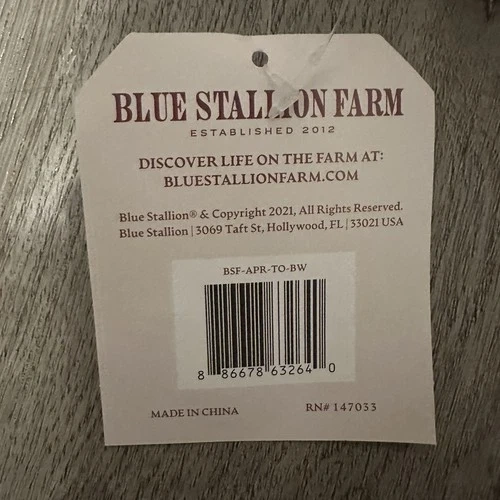 BLUE STALLION FARM
ESTABLISHED 2012
DISCOVER LIFE ON THE FARM AT:
BLUESTALLIONFARM.COM
Blue Stallion® & Copyright 2021, All Rights Reserved.
Blue Stallion | 3069 Taft St, Hollywood, FL | 33021 USA
BSF-APR-TO-BW
8 86678 63264 0
MADE IN CHINA RN# 147033